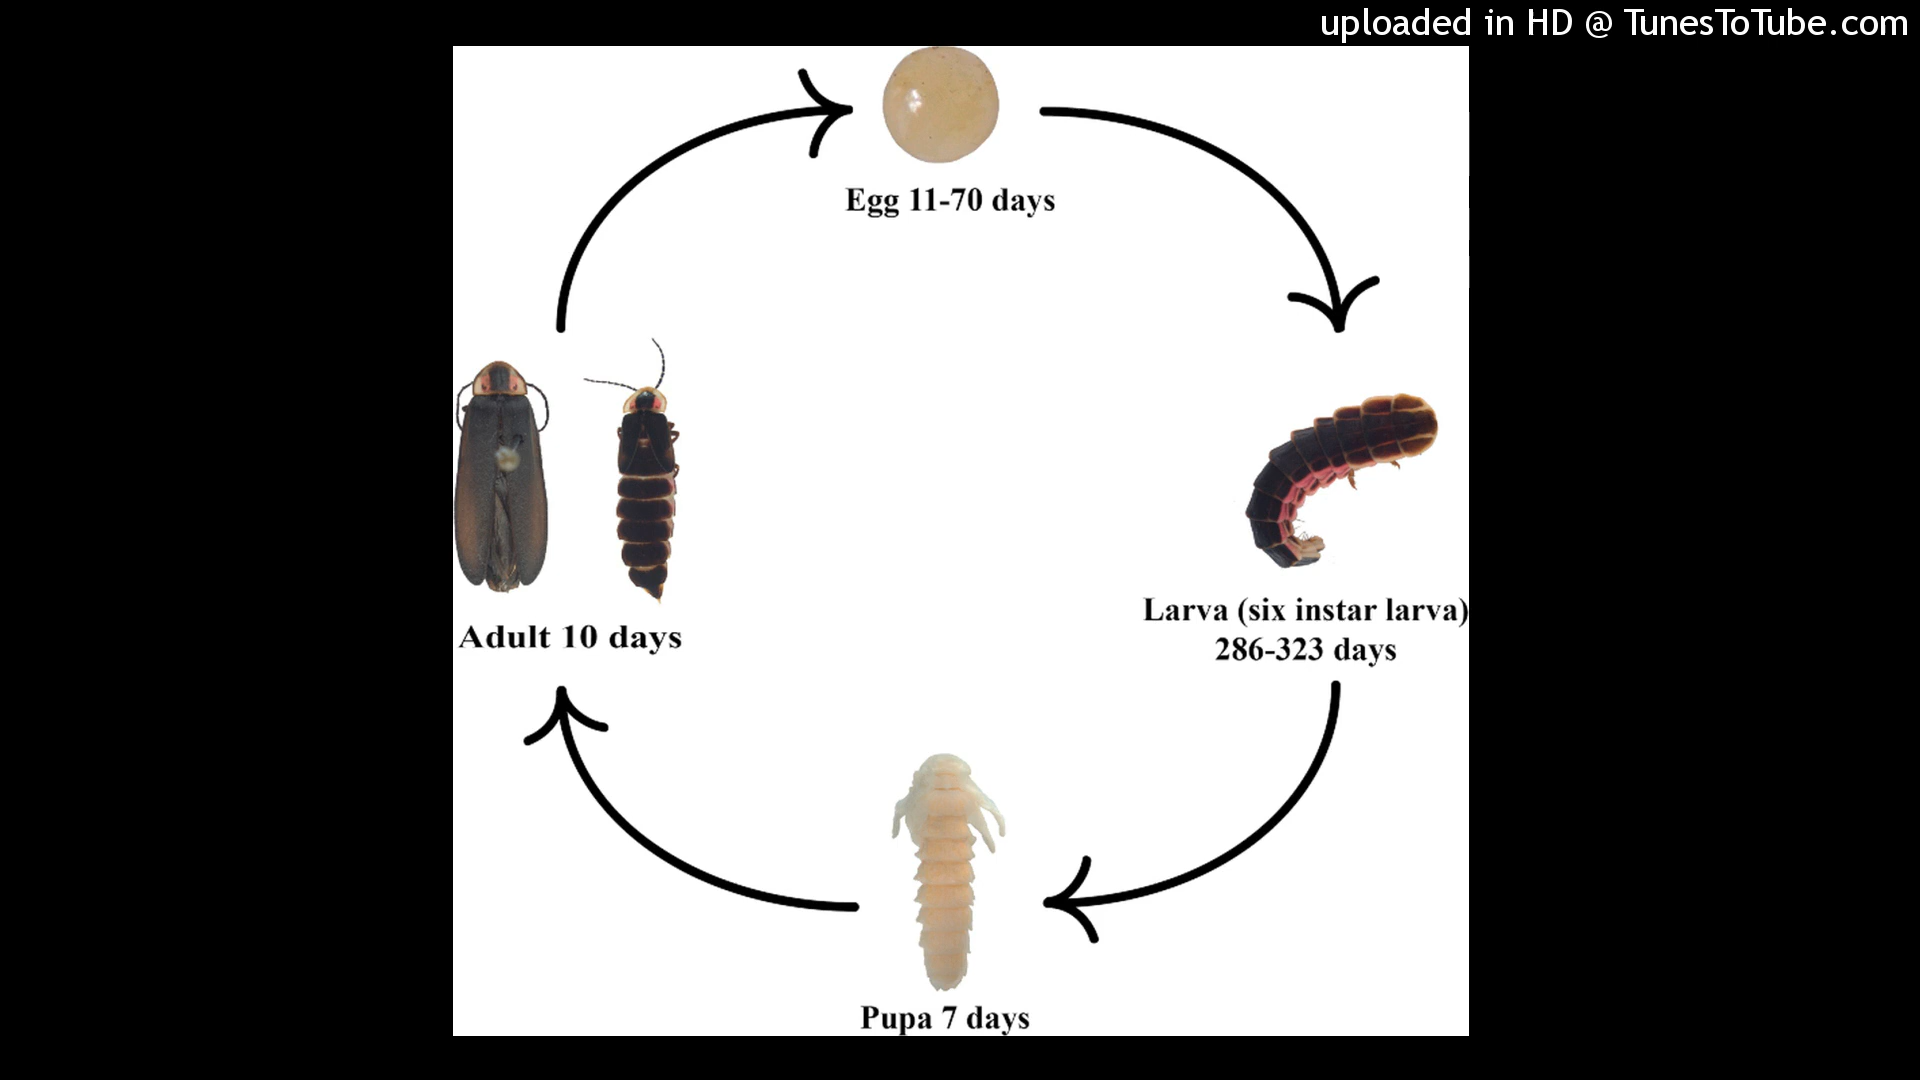 uploaded in HD @ TunesToTube.com
Egg 11-70 days
Larva (six instar larva)
286-323 days
Adult 10 days
Pupa 7 days